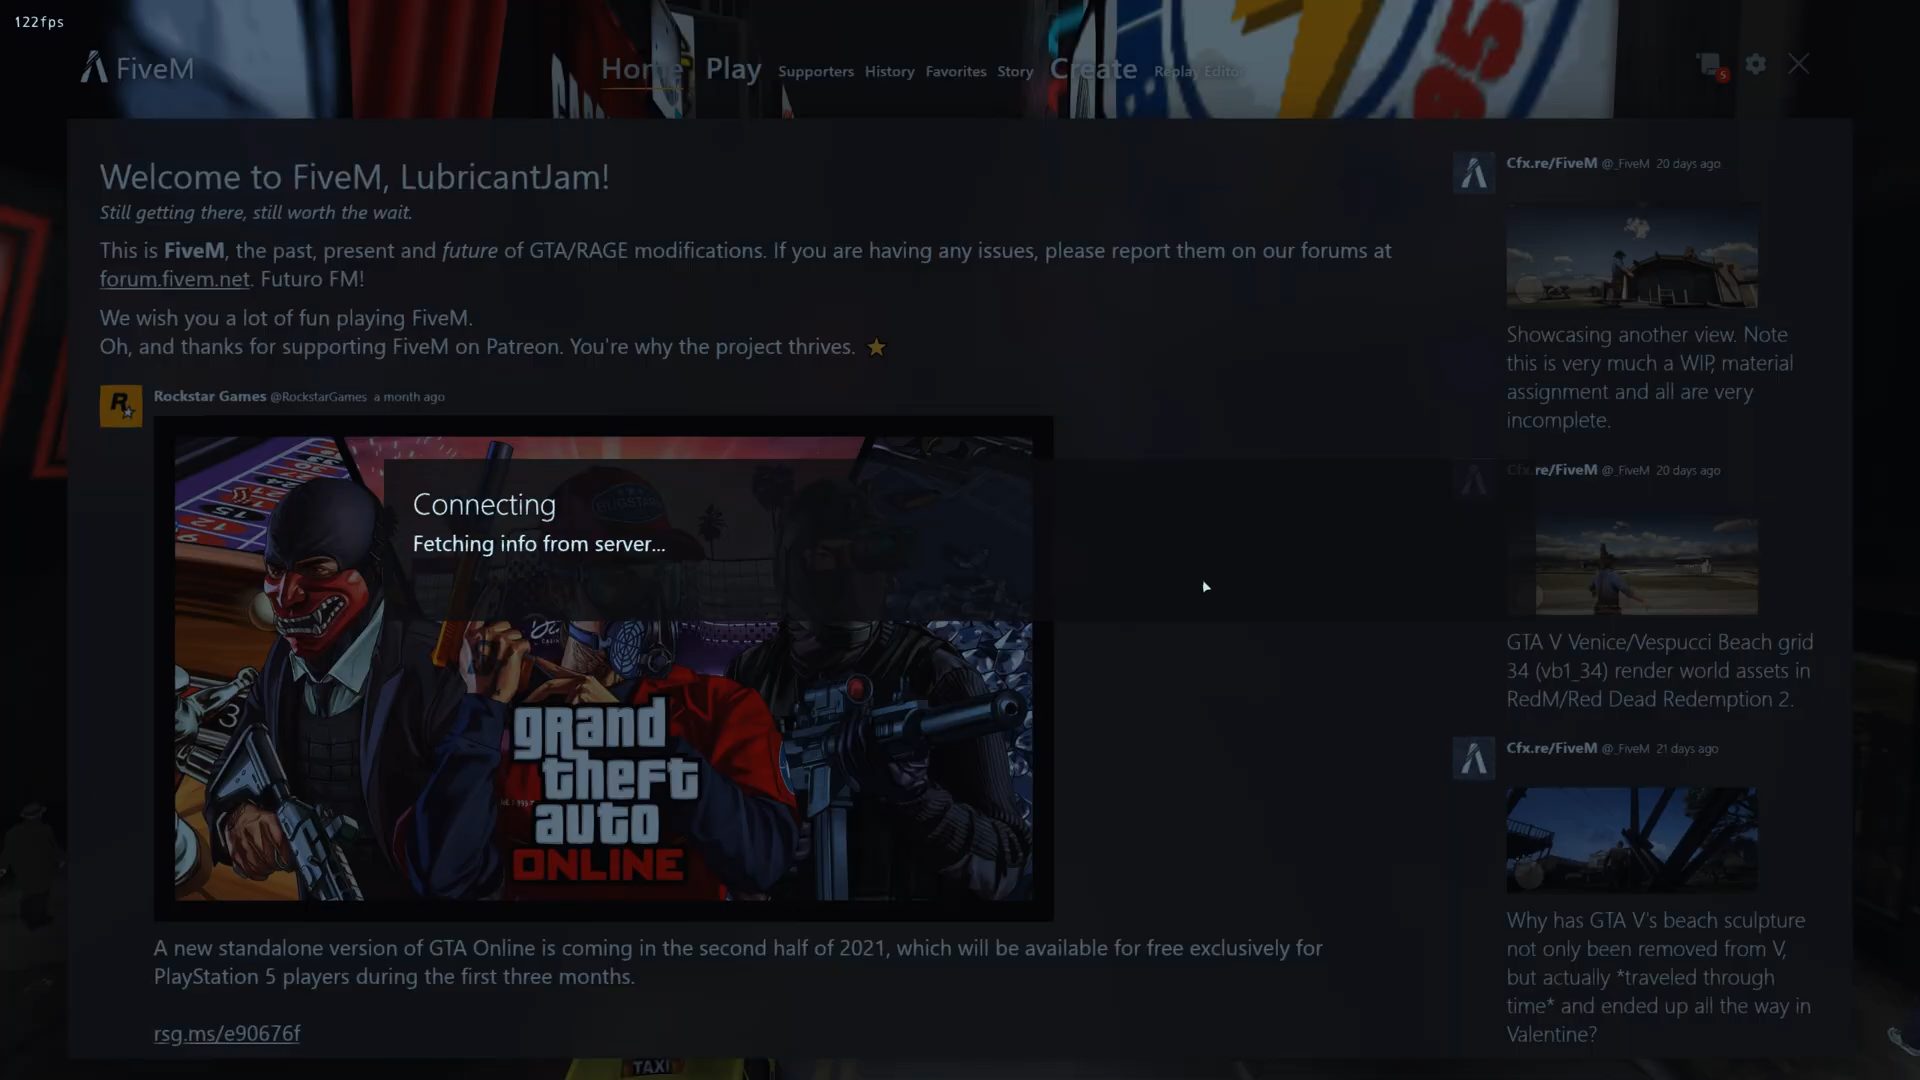 122fps
FiveM
Home Play Supporters History Favorites Story Create Replay Editor
5
Welcome to FiveM, LubricantJam!
Still getting there, still worth the wait.
This is FiveM, the past, present and future of GTA/RAGE modifications. If you are having any issues, please report them on our forums at
forum.fivem.net. Futuro FM!
We wish you a lot of fun playing FiveM.
Oh, and thanks for supporting FiveM on Patreon. You're why the project thrives.
Rockstar Games @RockstarGames a month ago
Connecting
Fetching info from server...
grand
theft
auto
ONLINE
A new standalone version of GTA Online is coming in the second half of 2021, which will be available for free exclusively for
PlayStation 5 players during the first three months.
rsg.ms/e90676f
TAXI
Cfx.re/FiveM @_FiveM 20 days ago
Showcasing another view. Note
this is very much a WIP, material
assignment and all are very
incomplete.
Cfx.re/FiveM @_FiveM 20 days ago
GTA V Venice/Vespucci Beach grid
34 (vb1_34) render world assets in
RedM/Red Dead Redemption 2.
Cfx.re/FiveM @_FiveM 21 days ago
Why has GTA V's beach sculpture
not only been removed from V,
but actually *traveled through
time* and ended up all the way in
Valentine?